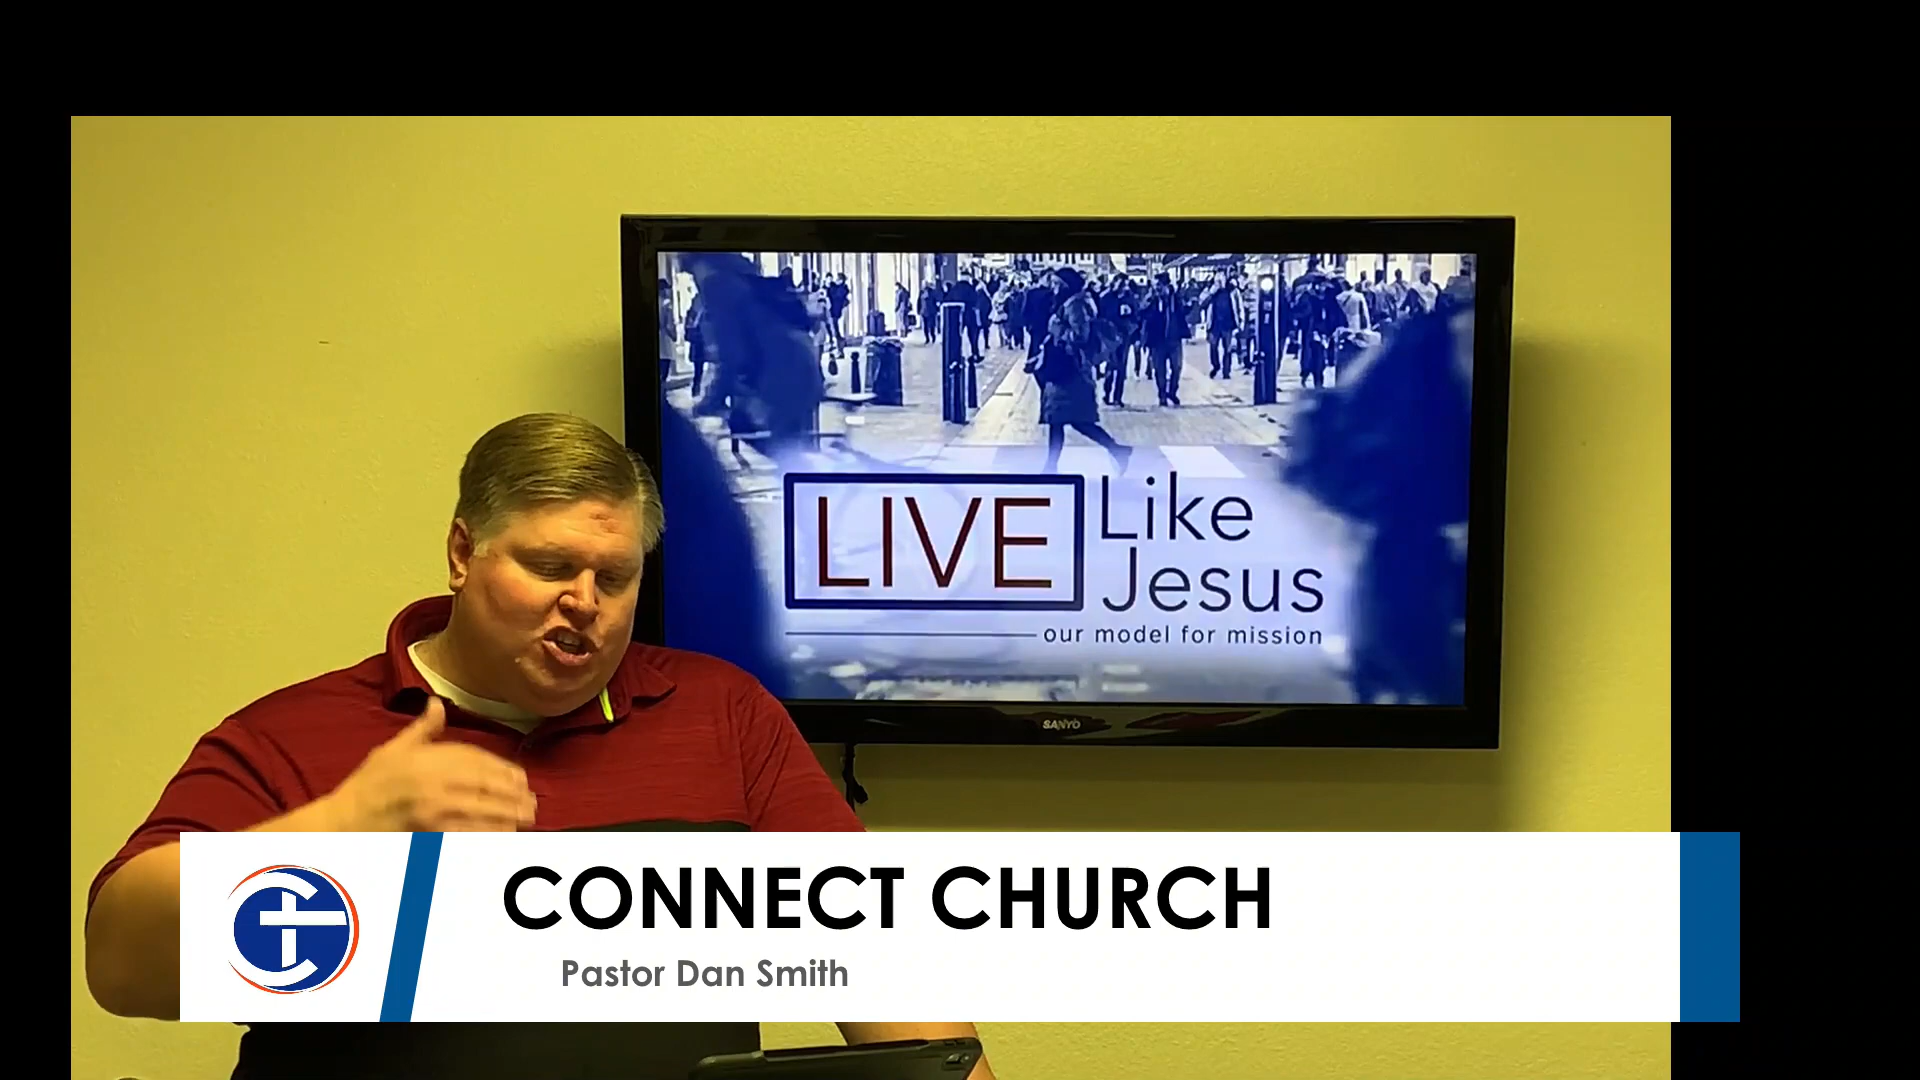 LIVE Like
Jesus
our model for mission
SANYO
CONNECT CHURCH
Pastor Dan Smith